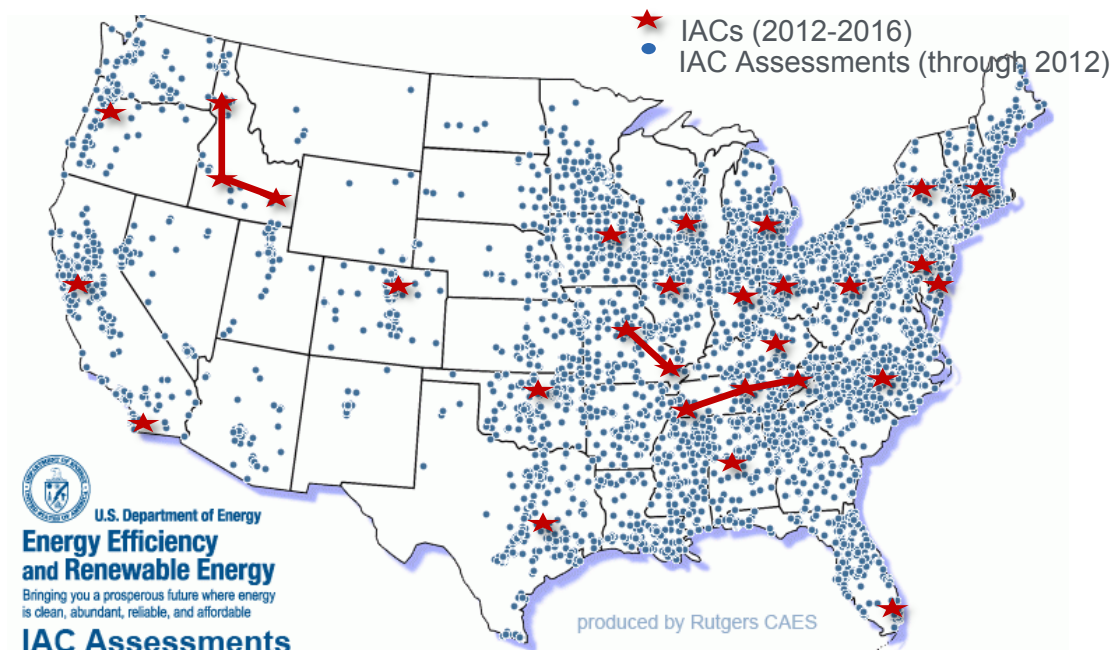 IACs (2012-2016)
IAC Assessments (through 2012)
U.S. Department of Energy
Energy Efficiency
and Renewable Energy
Bringing you a prosperous future where energy
is clean, abundant, reliable, and affordable
IAC Assessments
produced by Rutgers CAES